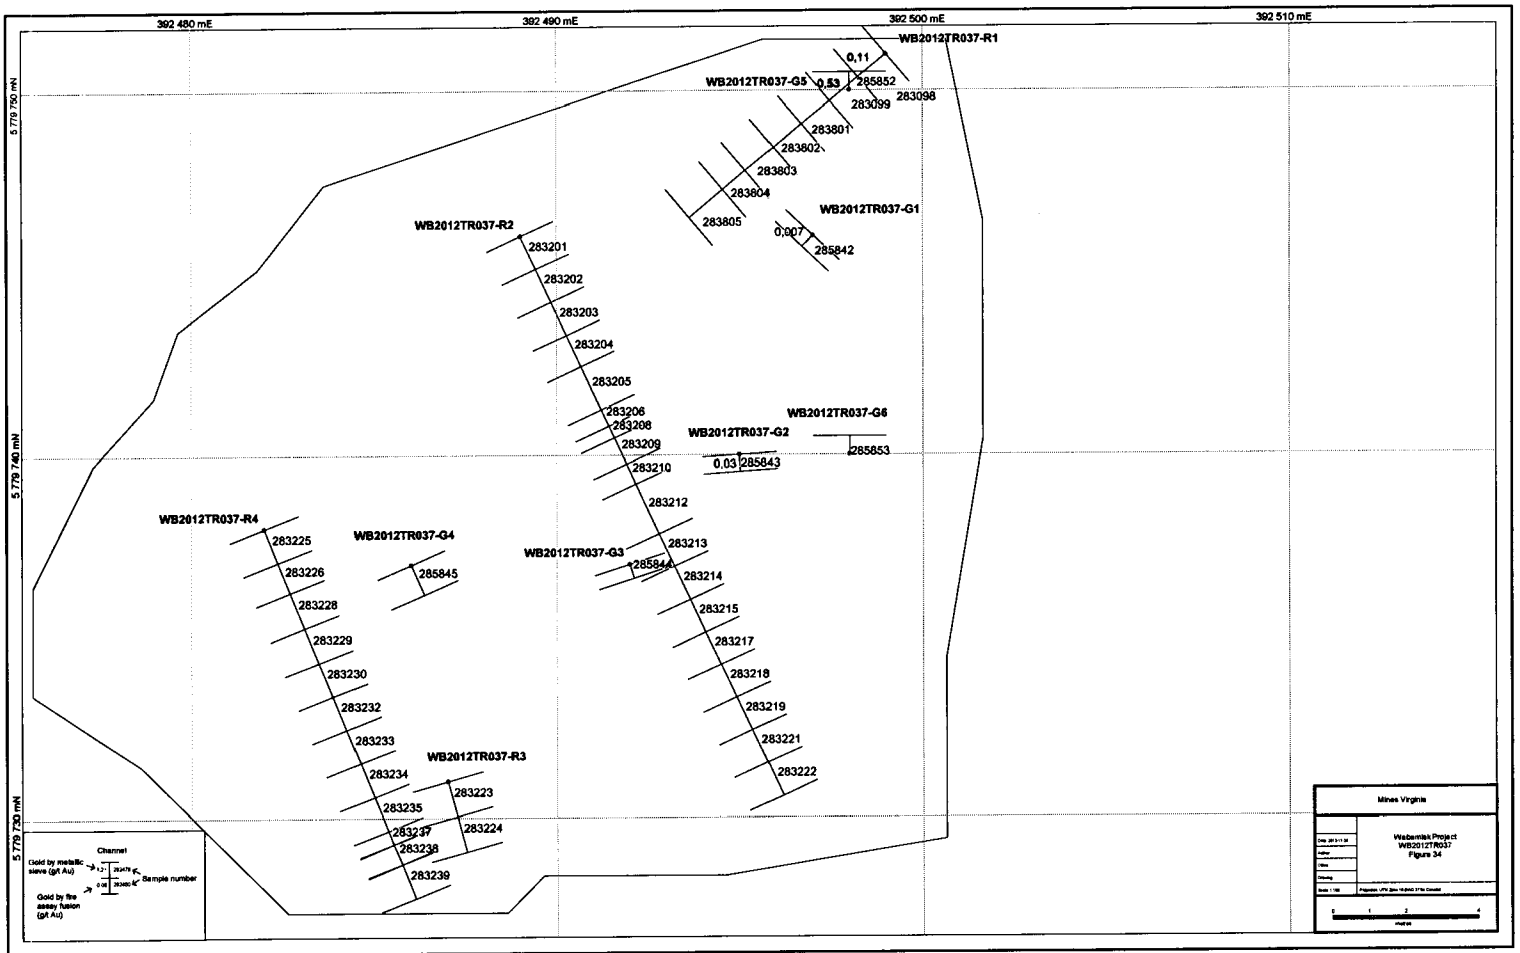 392 480 mE
392 490 mE
392 500 mE
392 510 mE
5 779 750 mN
5 779 740 mN
5 779 730 mN
WB2012TR037-R1
0,11
285852
283098
WB2012TR037-G5
0,53
283099
283801
283802
283803
283804
283805
WB2012TR037-G1
0,007
285842
WB2012TR037-R2
283201
283202
283203
283204
283205
283206
283208
283209
283210
283212
283213
283214
283215
283217
283218
283219
283221
283222
WB2012TR037-G6
285853
WB2012TR037-G2
0,03
285843
WB2012TR037-G3
285844
WB2012TR037-G4
285845
WB2012TR037-R4
283225
283226
283228
283229
283230
283232
283233
283234
283235
283237
283238
283239
WB2012TR037-R3
283223
283224
Channel
Gold by metallic
sieve (g/t Au)
Sample number
Gold by fire
assay fusion
(g/t Au)
Mines Virginia
Wabamisk Project
WB2012TR037
Figure 34
0 1 2 4